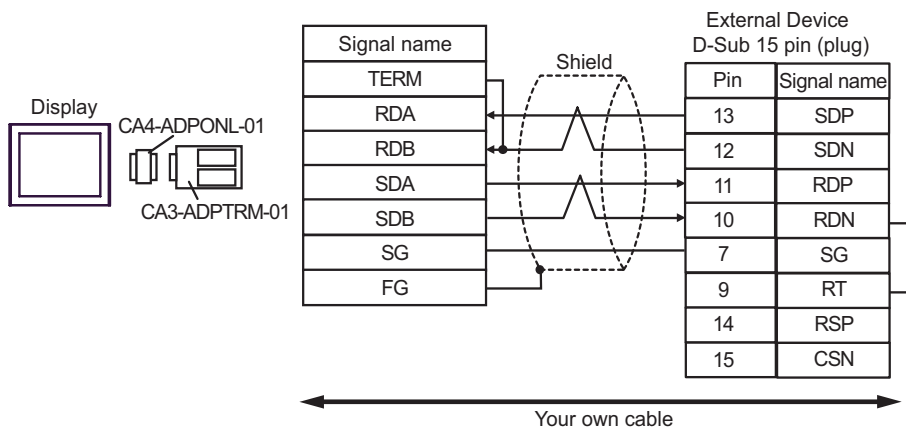 External Device
D-Sub 15 pin (plug)
Signal name
Shield
Pin Signal name
TERM
Display
RDA
13 SDP
CA4-ADPONL-01
RDB
12 SDN
SDA
11 RDP
CA3-ADPTRM-01
SDB
10 RDN
SG
7 SG
FG
9 RT
14 RSP
15 CSN
Your own cable